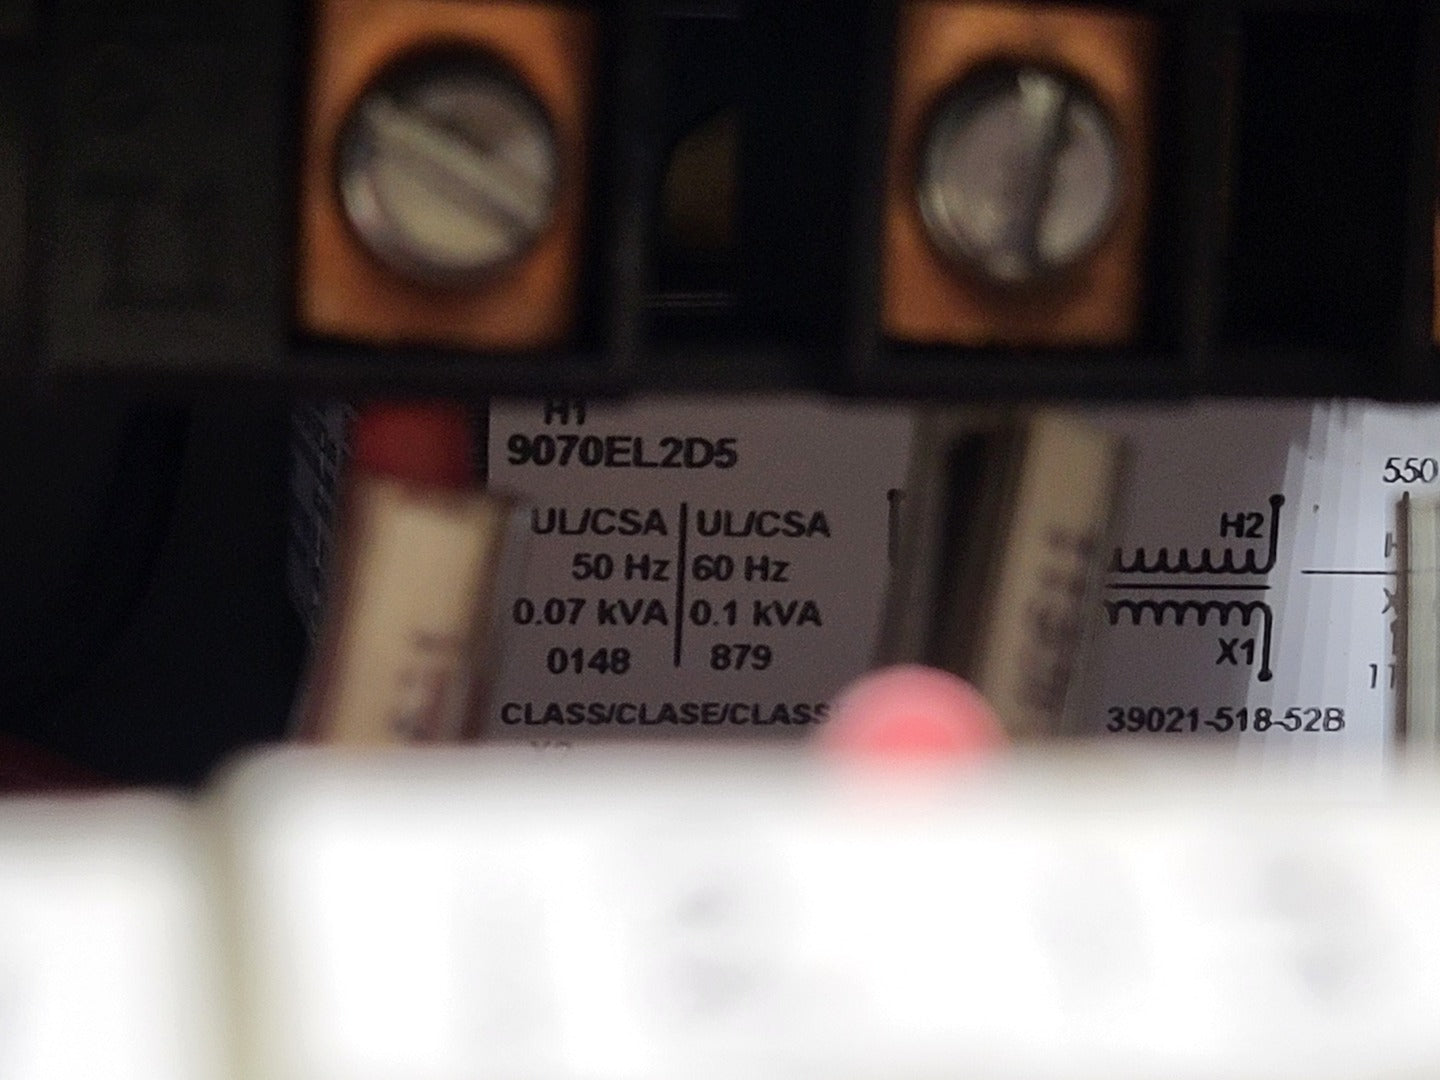 H1
9070EL2D5
UL/CSA UL/CSA
50 Hz 60 Hz
0.07 kVA 0.1 kVA
0148 879
CLASS/CLASE/CLASS
550
H2
X1
39021-518-52B